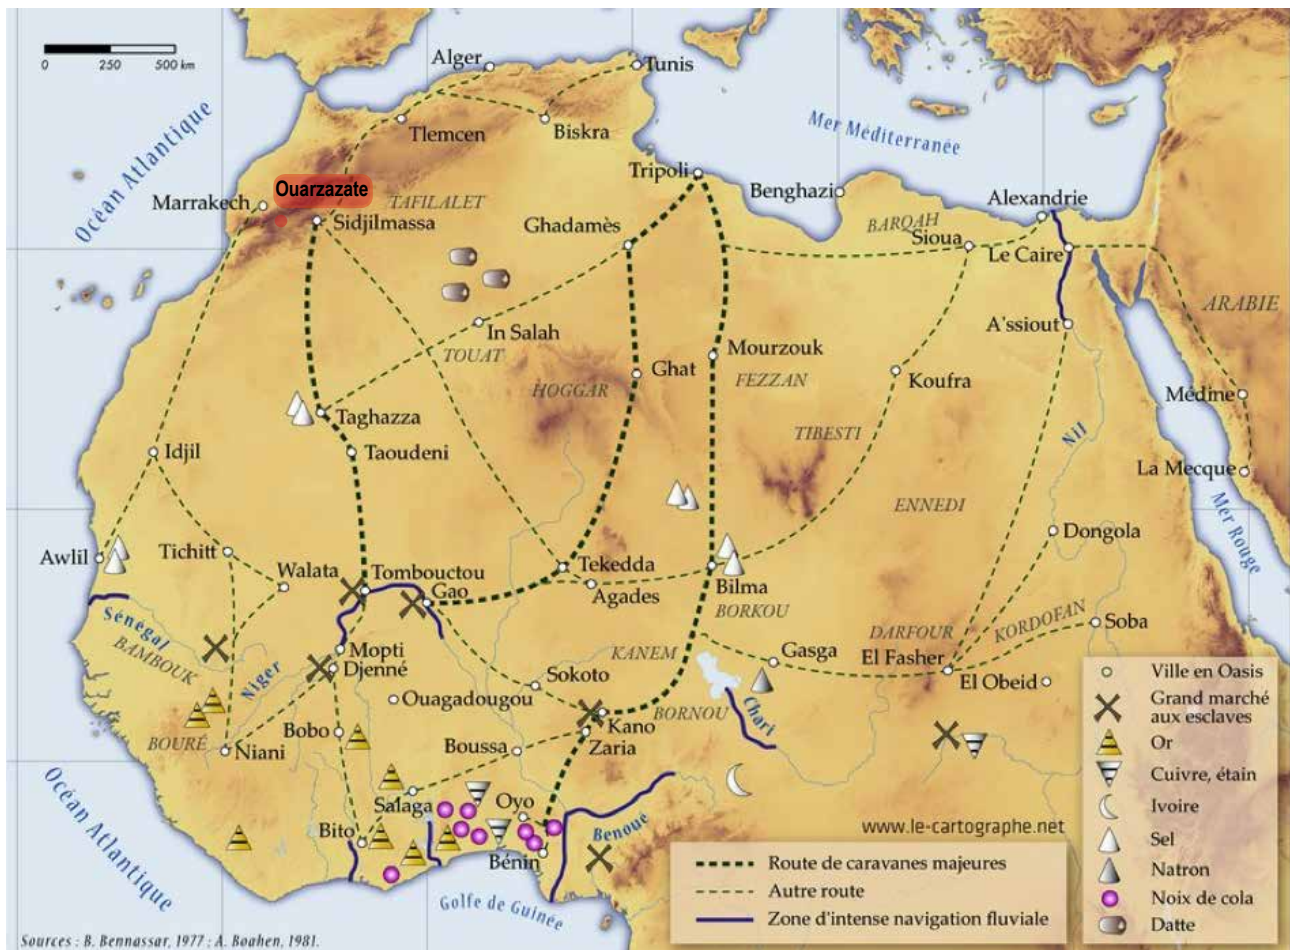 0 250 500 km
Océan Atlantique
Alger
Tunis
Tlemcen
Biskra
Mer Méditerranée
Ouarzazate
Marrakech
TAFILALET
Sidjilmassa
Tripoli
Benghazi
Alexandrie
Ghadamès
BARQAH
Sioua
Le Caire
In Salah
TOUAT
A'ssiout
ARABIE
HOGGAR
Ghat
Mourzouk
FEZZAN
Koufra
Médine
Taghazza
TIBESTI
Nil
Idjil
Taoudeni
La Mecque
Mer Rouge
ENNEDI
Awlil
Tichitt
Walata
Tombouctou
Gao
Tekedda
Agades
Bilma
BORKOU
Dongola
Sénégal
BAMBOUK
Niger
Mopti
Djenné
KANEM
Gasga
DARFOUR
El Fasher
KORDOFAN
Soba
El Obeid
Ouagadougou
Sokoto
Kano
Zaria
BORNOU
Chari
BOURÉ
Niani
Bobo
Boussa
Salaga
Oyo
Bito
Bénin
Benoué
Océan Atlantique
Golfe de Guinée
www.le-cartographe.net
Route de caravanes majeures
Autre route
Zone d'intense navigation fluviale
Ville en Oasis
Grand marché
aux esclaves
Or
Cuivre, étain
Ivoire
Sel
Natron
Noix de cola
Datte
Sources : B. Bennassar, 1977 ; A. Boahen, 1981.